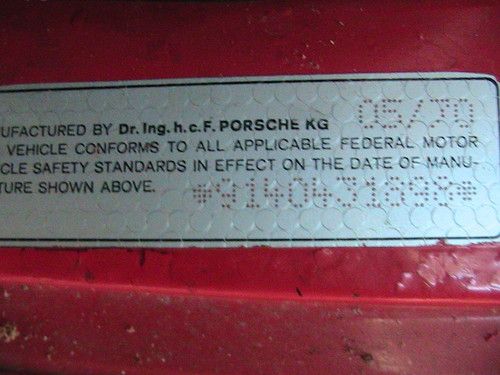 UFACTURED BY Dr.Ing.h.c.F. PORSCHE KG 05/70
VEHICLE CONFORMS TO ALL APPLICABLE FEDERAL MOTOR
CLE SAFETY STANDARDS IN EFFECT ON THE DATE OF MANU-
TURE SHOWN ABOVE. *9140431898*